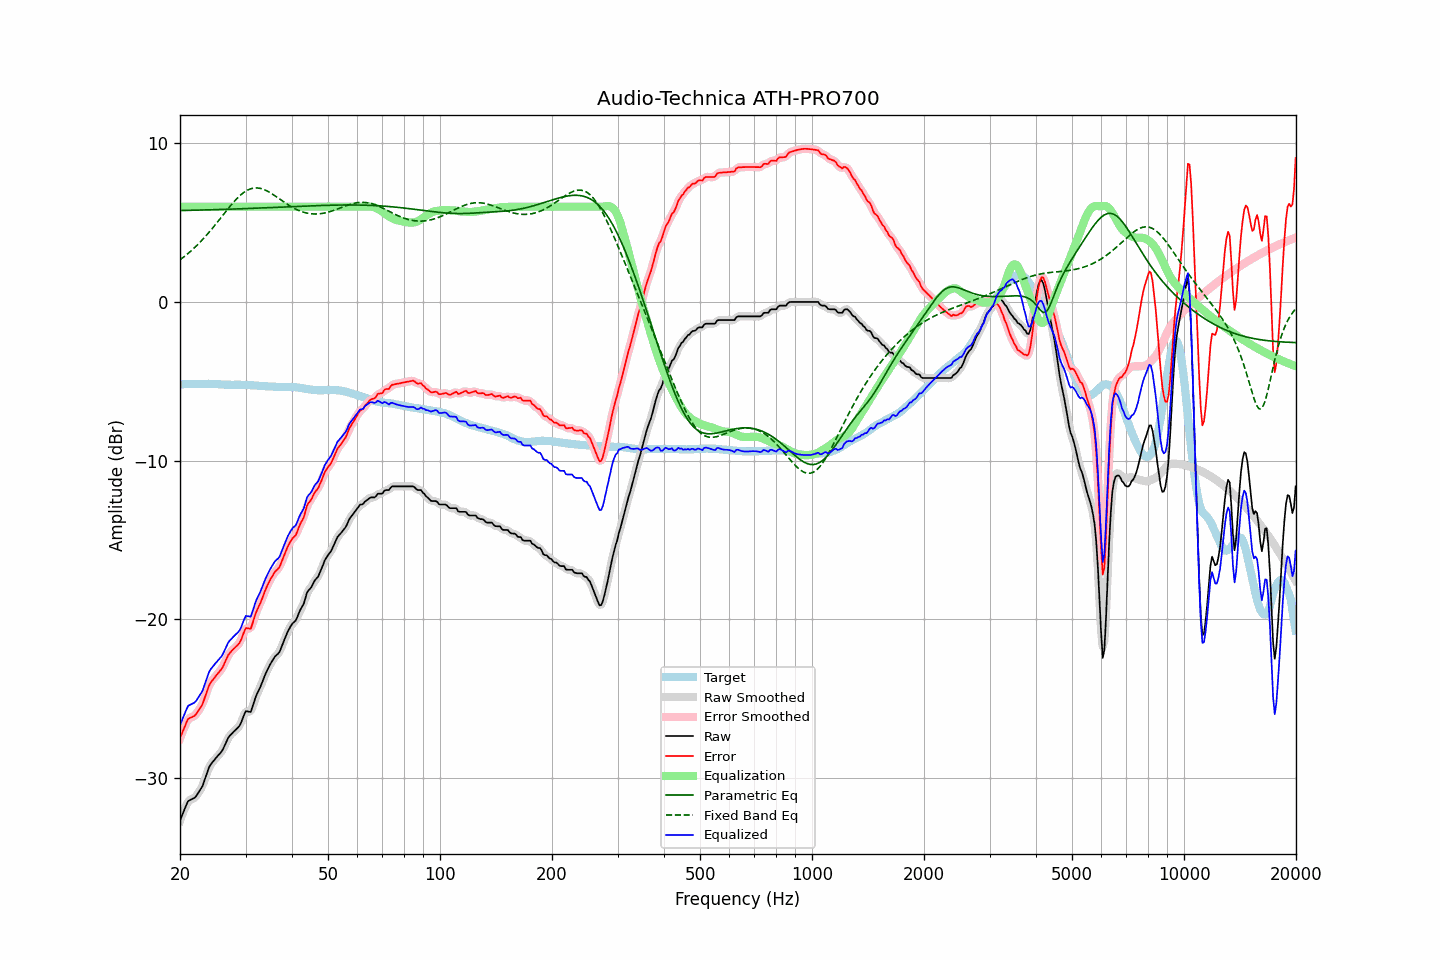 Audio-Technica ATH-PRO700
Amplitude (dBr)
10
0
−10
−20
−30
Target
Raw Smoothed
Error Smoothed
Raw
Error
Equalization
Parametric Eq
Fixed Band Eq
Equalized
20 50 100 200 500 1000 2000 5000 10000 20000
Frequency (Hz)